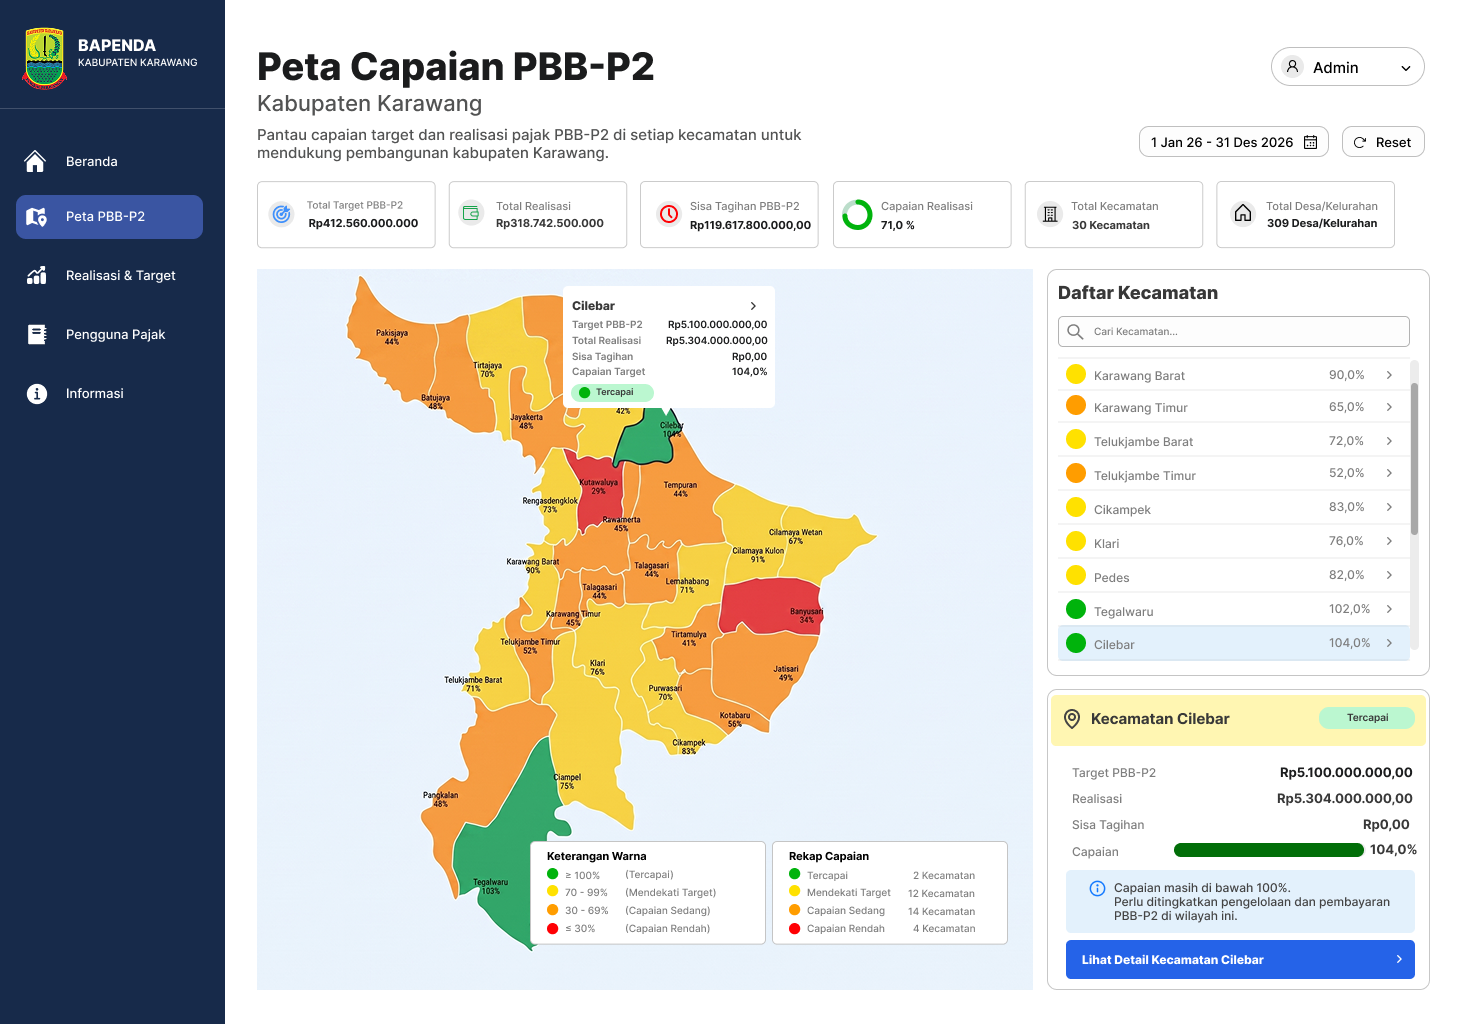 BAPENDA
KABUPATEN KARAWANG
Beranda
Peta PBB-P2
Realisasi & Target
Pengguna Pajak
Informasi
Peta Capaian PBB-P2
Kabupaten Karawang
Pantau capaian target dan realisasi pajak PBB-P2 di setiap kecamatan untuk
mendukung pembangunan kabupaten Karawang.
Admin
1 Jan 26 - 31 Des 2026
Reset
Total Target PBB-P2
Rp412.560.000.000
Total Realisasi
Rp318.742.500.000
Sisa Tagihan PBB-P2
Rp119.617.800.000,00
Capaian Realisasi
71,0 %
Total Kecamatan
30 Kecamatan
Total Desa/Kelurahan
309 Desa/Kelurahan
Cilebar
Target PBB-P2 Rp5.100.000.000,00
Total Realisasi Rp5.304.000.000,00
Sisa Tagihan Rp0,00
Capaian Target 104,0%
Tercapai
Pakisjaya
44%
Tirtajaya
70%
Batujaya
48%
Jayakerta
48%
42%
Cilebar
104%
Kutawaluya
29%
Tempuran
44%
Rengasdengklok
73%
Rawamerta
45%
Cilamaya Wetan
67%
Cilamaya Kulon
91%
Karawang Barat
90%
Talagasari
44%
Lemahabang
71%
Talagasari
44%
Karawang Timur
45%
Banyusari
34%
Telukjambe Timur
52%
Tirtamulya
41%
Klari
76%
Jatisari
49%
Telukjambe Barat
71%
Purwasari
70%
Kotabaru
56%
Cikampek
83%
Ciampel
75%
Pangkalan
48%
Tegalwaru
103%
Keterangan Warna
≥ 100% (Tercapai)
70 - 99% (Mendekati Target)
30 - 69% (Capaian Sedang)
≤ 30% (Capaian Rendah)
Rekap Capaian
Tercapai 2 Kecamatan
Mendekati Target 12 Kecamatan
Capaian Sedang 14 Kecamatan
Capaian Rendah 4 Kecamatan
Daftar Kecamatan
Cari Kecamatan...
Karawang Barat 90,0%
Karawang Timur 65,0%
Telukjambe Barat 72,0%
Telukjambe Timur 52,0%
Cikampek 83,0%
Klari 76,0%
Pedes 82,0%
Tegalwaru 102,0%
Cilebar 104,0%
Kecamatan Cilebar
Tercapai
Target PBB-P2 Rp5.100.000.000,00
Realisasi Rp5.304.000.000,00
Sisa Tagihan Rp0,00
Capaian 104,0%
Capaian masih di bawah 100%.
Perlu ditingkatkan pengelolaan dan pembayaran
PBB-P2 di wilayah ini.
Lihat Detail Kecamatan Cilebar